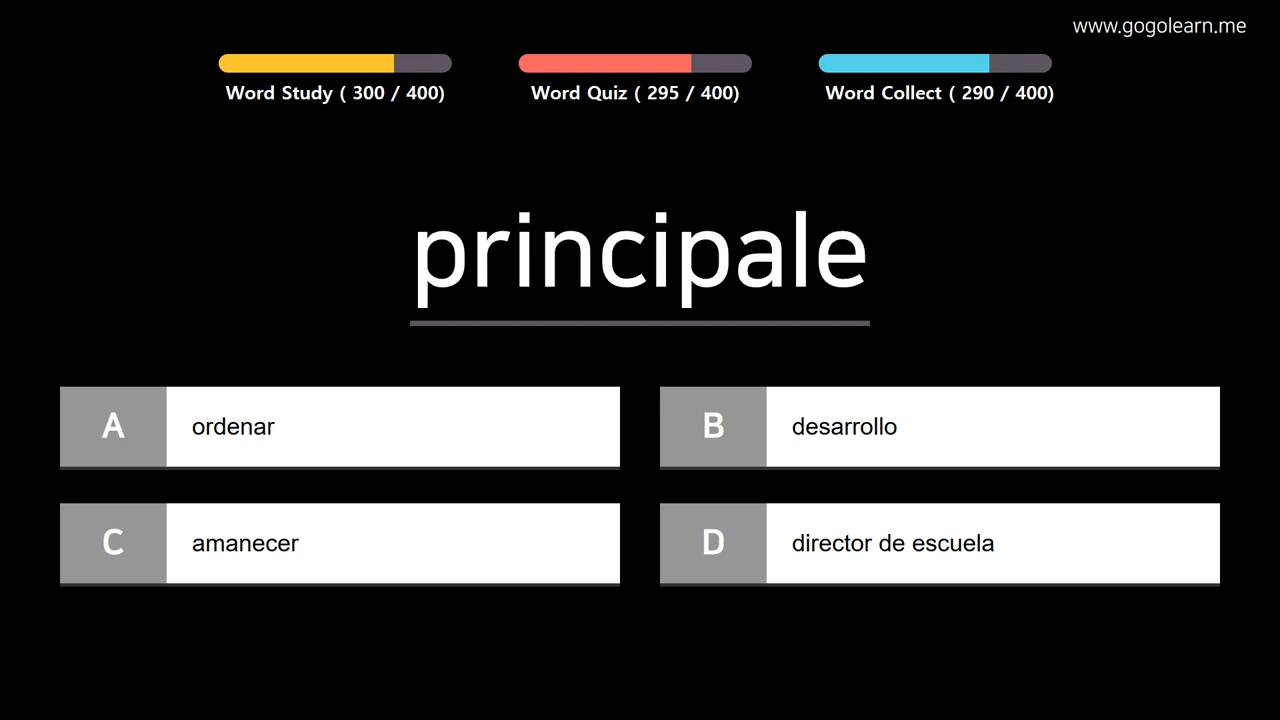 www.gogolearn.me
Word Study ( 300 / 400)
Word Quiz ( 295 / 400)
Word Collect ( 290 / 400)
principale
A
ordenar
B
desarrollo
C
amanecer
D
director de escuela